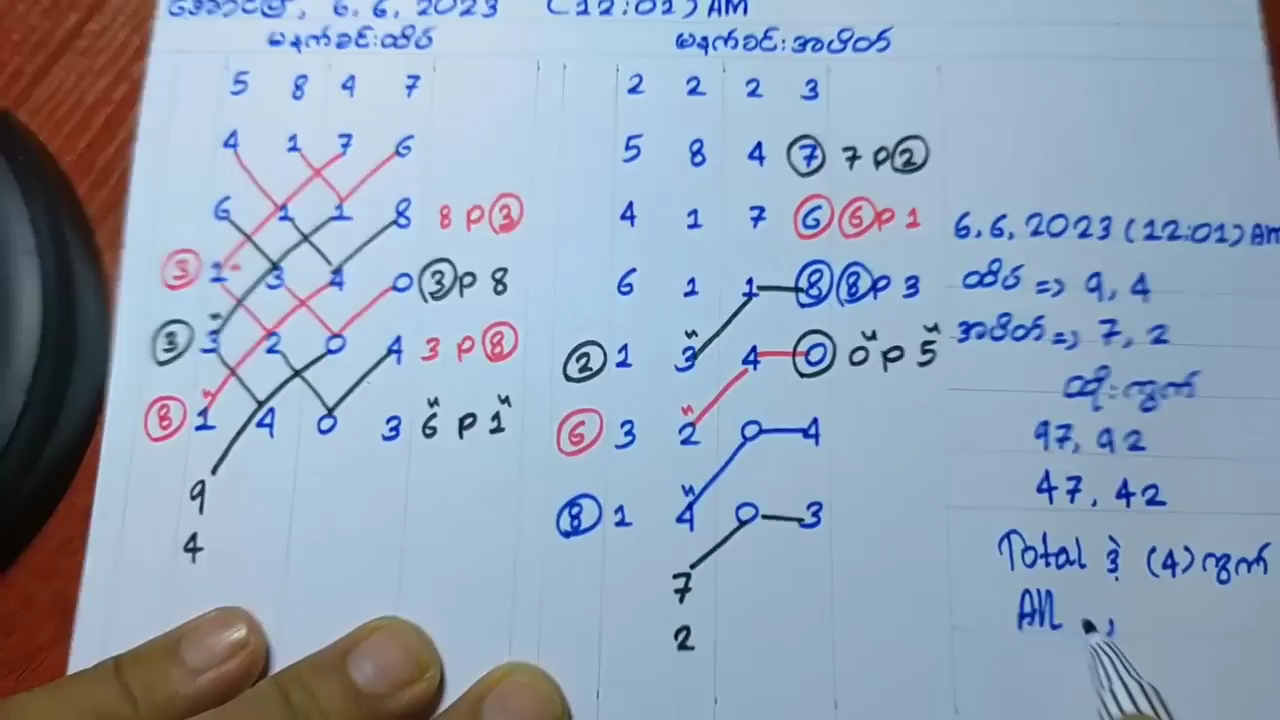 6.6.2023 (12:01) AM
မနက်ခင်းထိပ်
5 8 4 7
4 1 7 6
6 1 1 8 8 P 3
3 1 3 4 0 3 P 8
3 3 2 0 4 3 P 8
8 1 4 0 3 6 P 1
9
4
မနက်ခင်းအပိတ်
2 2 2 3
5 8 4 7 7 P 2
4 1 7 6 6 P 1
6 1 1 8 8 P 3
2 1 3 4 0 0 P 5
6 3 2 0 4
8 1 4 0 3
7
2
6.6.2023 (12:01) AM
ထိပ် => 9, 4
အပိတ် =>, 7, 2
ထိုးကွက်
97, 92
47, 42
Total ဒဲ့ (4) ကွက်